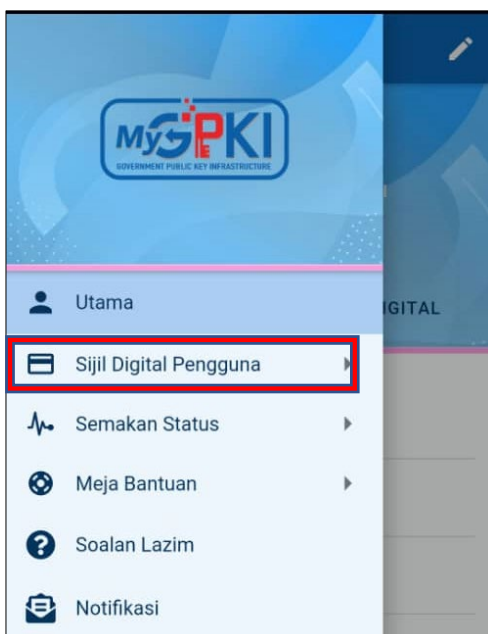 MyGPKI
GOVERNMENT PUBLIC KEY INFRASTRUCTURE
Utama
IGITAL
Sijil Digital Pengguna
Semakan Status
Meja Bantuan
Soalan Lazim
Notifikasi